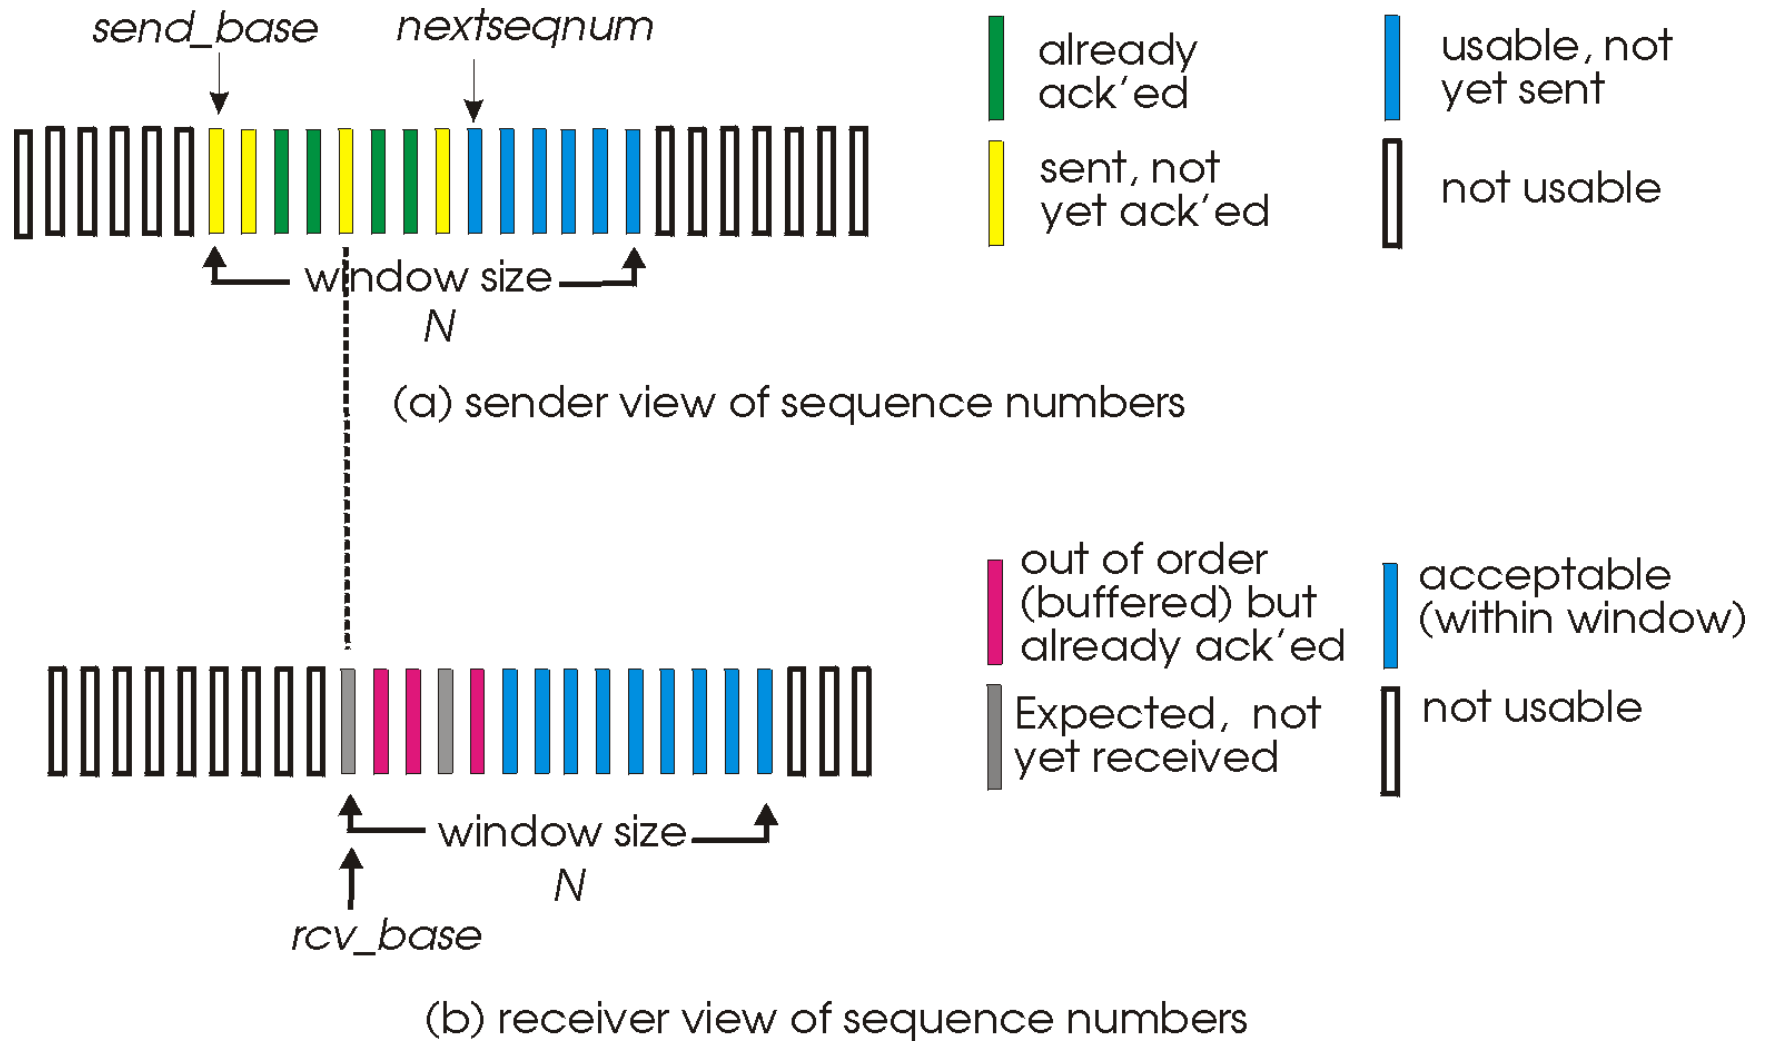 send_base
nextseqnum
already
ack'ed
usable, not
yet sent
sent, not
yet ack'ed
not usable
window size
N
(a) sender view of sequence numbers
out of order
(buffered) but
already ack'ed
acceptable
(within window)
Expected, not
yet received
not usable
window size
N
rcv_base
(b) receiver view of sequence numbers